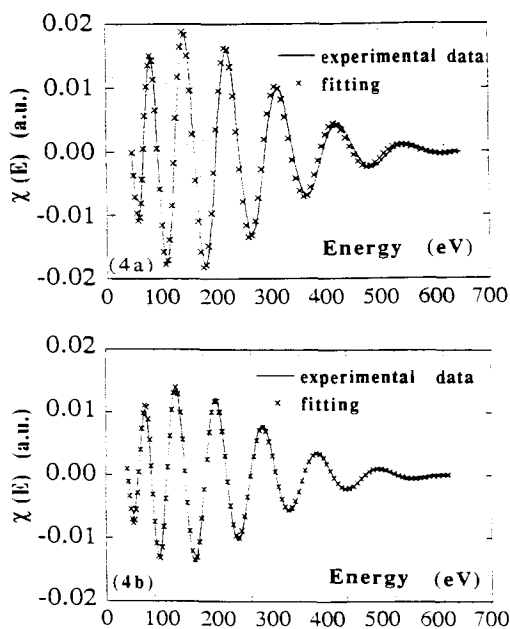 0.02
experimental data
fitting
0.01
χ(E) (a.u.)
0.00
-0.01
Energy (eV)
(4a)
-0.02
0 100 200 300 400 500 600 700
0.02
experimental data
fitting
0.01
χ(E) (a.u.)
0.00
-0.01
(4b)
Energy (eV)
-0.02
0 100 200 300 400 500 600 700